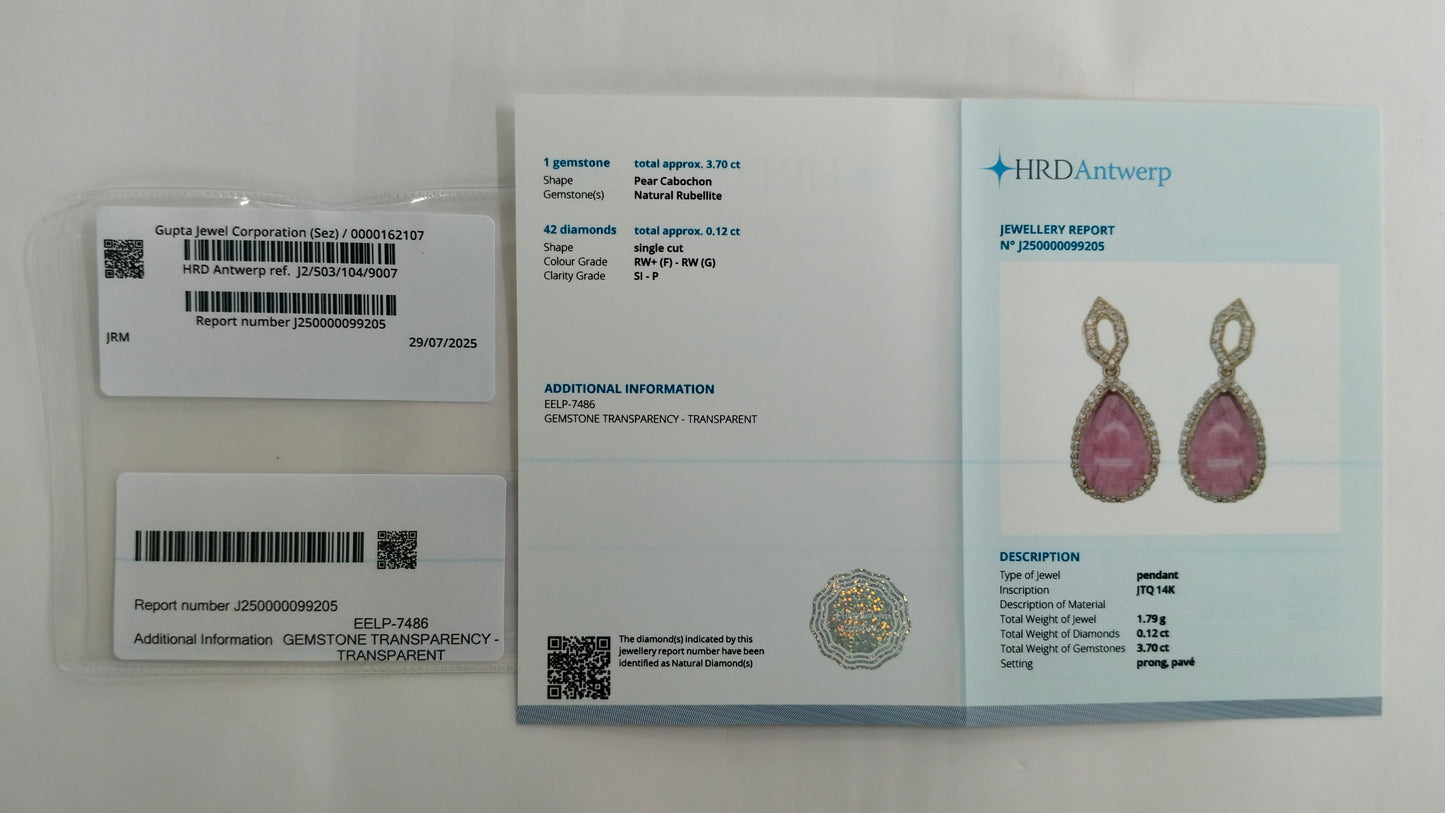 Gupta Jewel Corporation (Sez) / 0000162107
HRD Antwerp ref. J2/503/104/9007
Report number J250000099205
JRM
29/07/2025
Report number J250000099205
EELP-7486
Additional Information GEMSTONE TRANSPARENCY -
TRANSPARENT
1 gemstone total approx. 3.70 ct
Shape Pear Cabochon
Gemstone(s) Natural Rubellite
42 diamonds total approx. 0.12 ct
Shape single cut
Colour Grade RW+ (F) - RW (G)
Clarity Grade SI - P
ADDITIONAL INFORMATION
EELP-7486
GEMSTONE TRANSPARENCY - TRANSPARENT
The diamond(s) indicated by this
jewellery report number have been
identified as Natural Diamond(s)
HRDAntwerp
JEWELLERY REPORT
N° J250000099205
DESCRIPTION
Type of Jewel pendant
Inscription JTQ 14K
Description of Material
Total Weight of Jewel 1.79 g
Total Weight of Diamonds 0.12 ct
Total Weight of Gemstones 3.70 ct
Setting prong, pavé